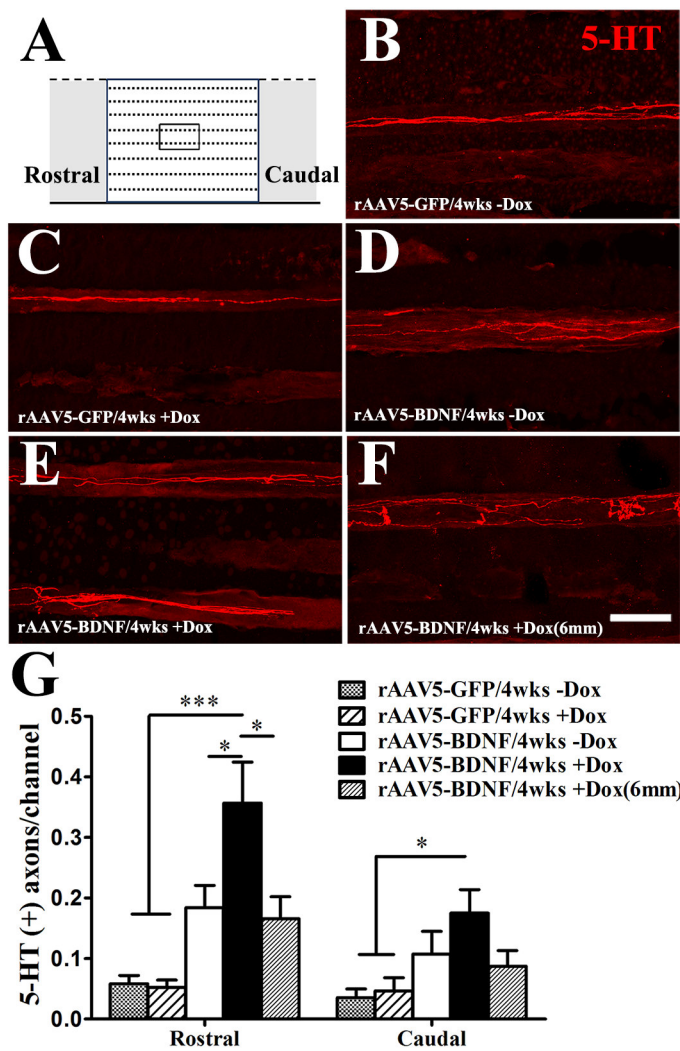 A
Rostral
Caudal
B
5-HT
rAAV5-GFP/4wks -Dox
C
rAAV5-GFP/4wks +Dox
D
rAAV5-BDNF/4wks -Dox
E
rAAV5-BDNF/4wks +Dox
F
rAAV5-BDNF/4wks +Dox(6mm)
G
rAAV5-GFP/4wks -Dox
rAAV5-GFP/4wks +Dox
rAAV5-BDNF/4wks -Dox
rAAV5-BDNF/4wks +Dox
rAAV5-BDNF/4wks +Dox(6mm)
5-HT (+) axons/channel
0.5
0.4
0.3
0.2
0.1
0.0
***
*
*
*
Rostral
Caudal